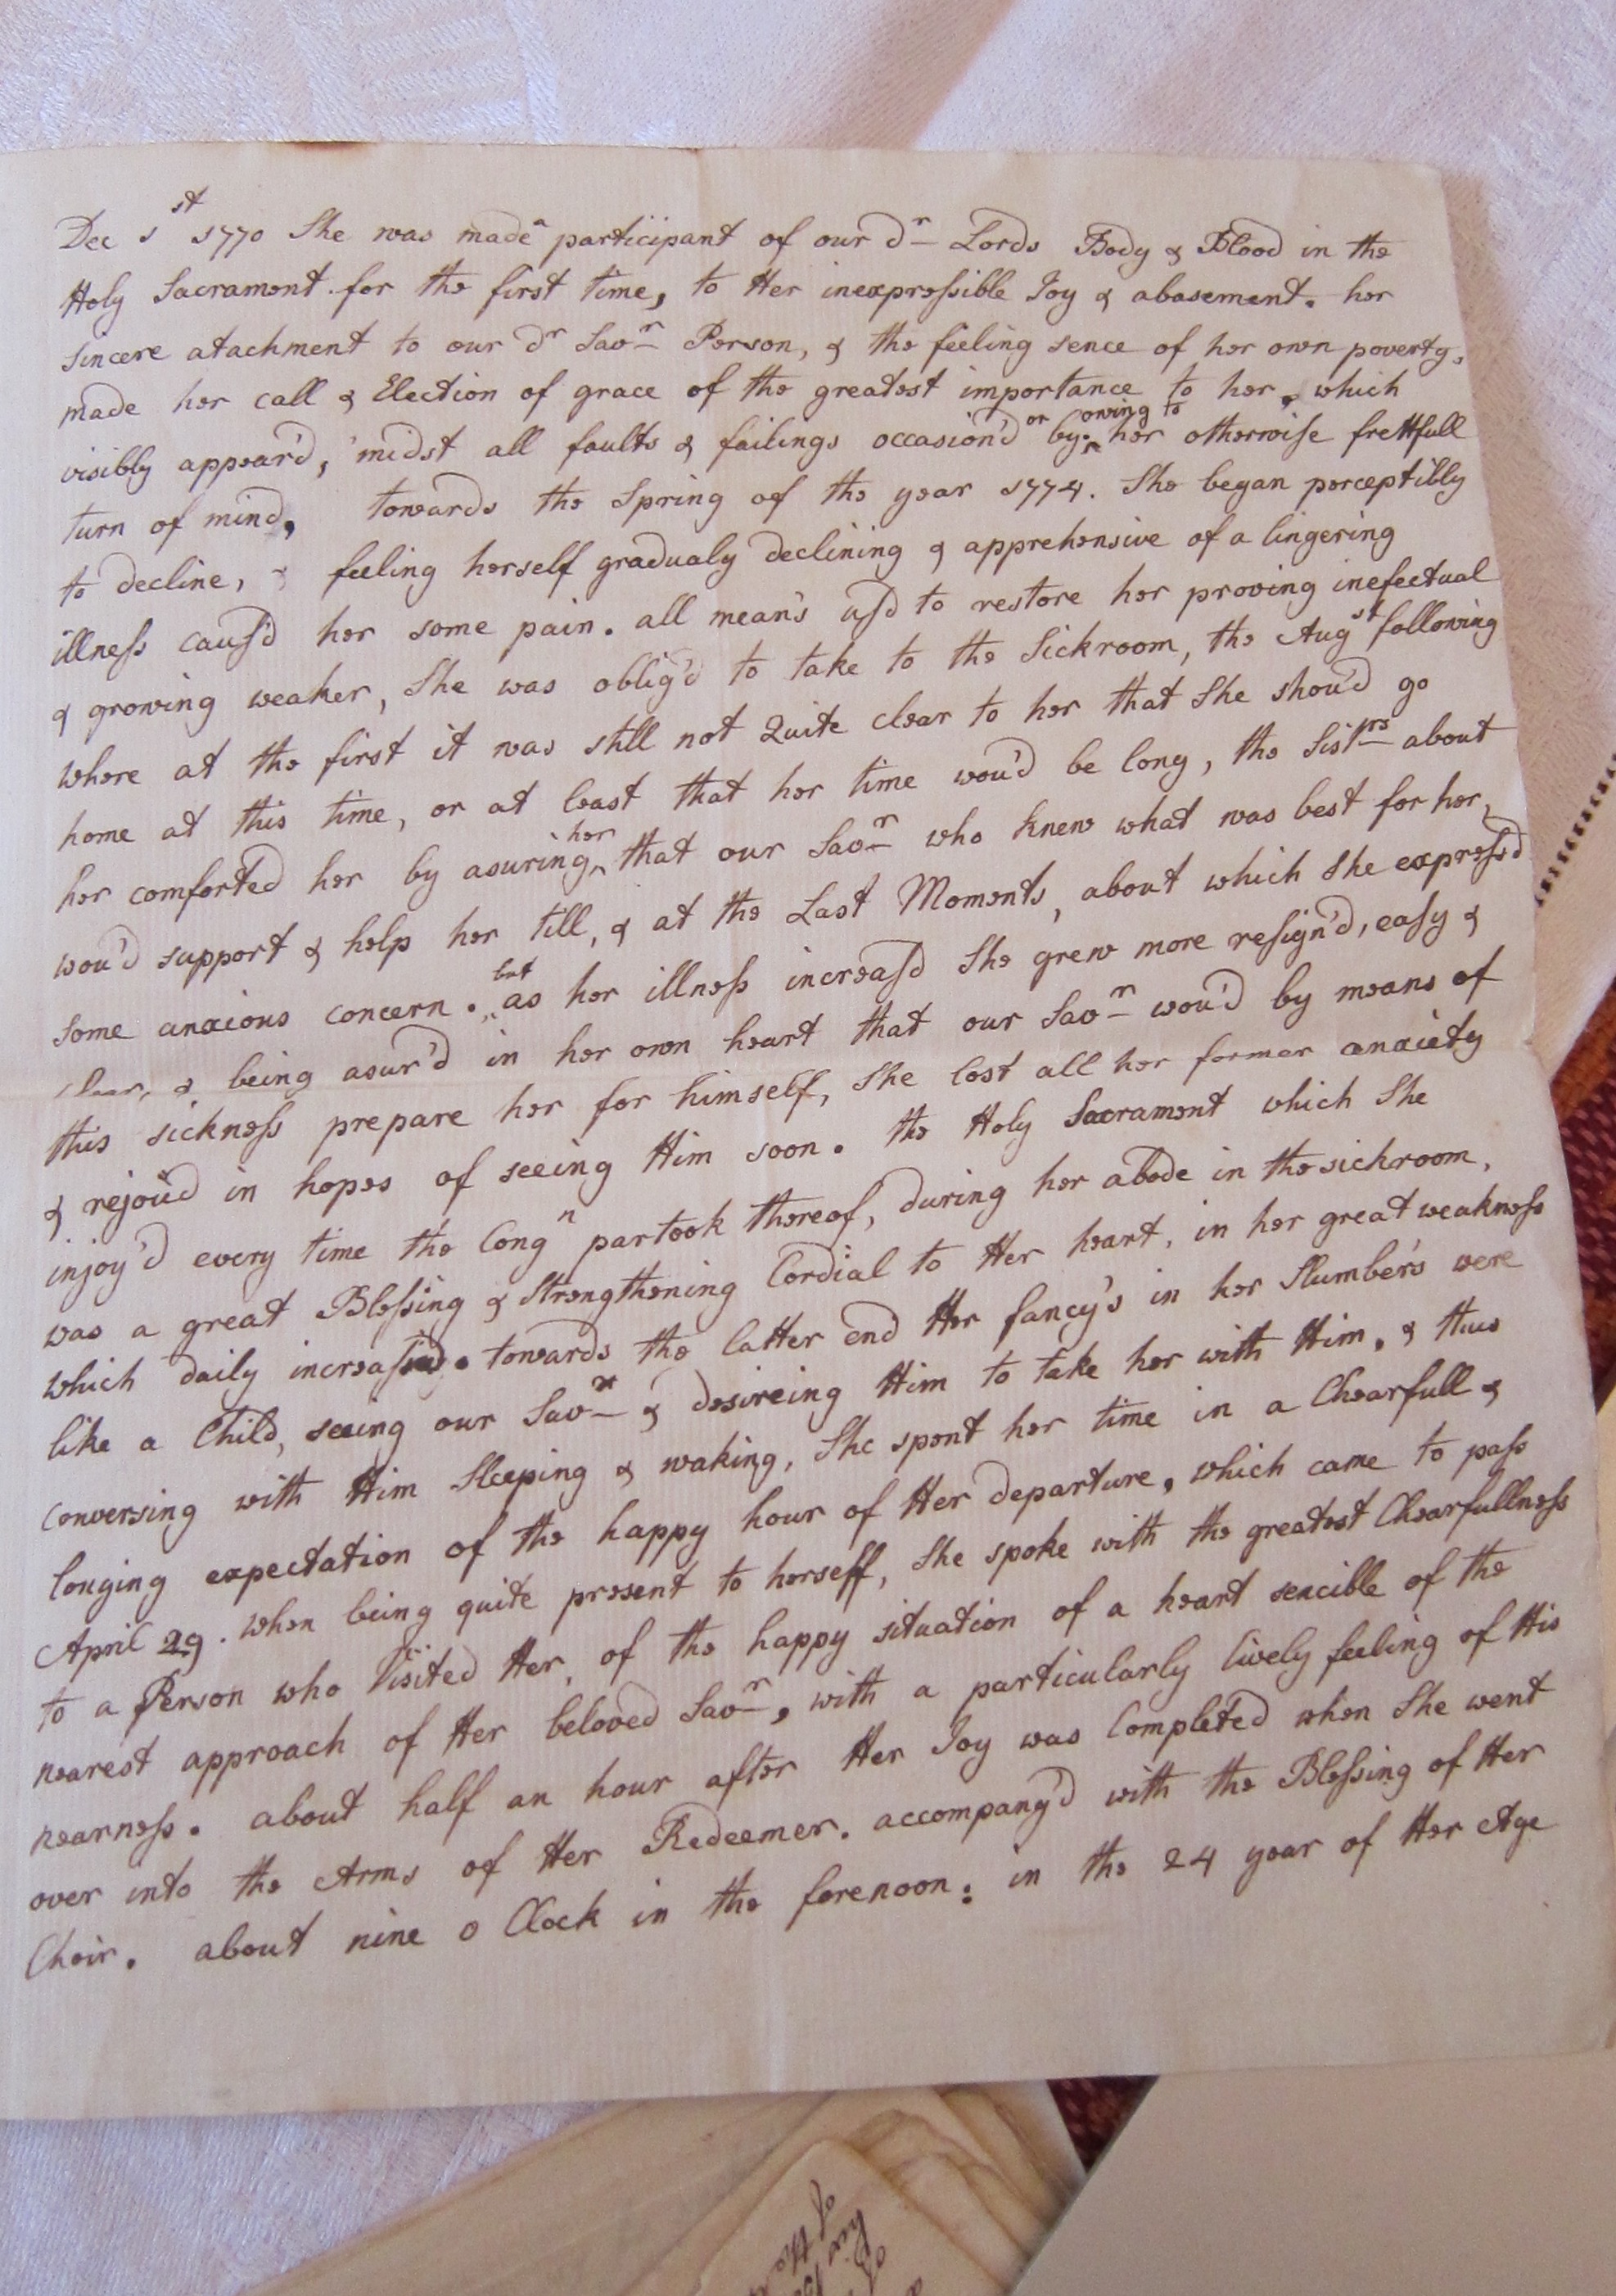 Dec 1st 1770 She was made a participant of our dr Lords Body & Blood in the
Holy Sacrament for the first time, to Her inexpressible Joy & abasement. her
sincere atachment to our dr Savr Person, & the feeling sence of her own poverty,
made her call & Election of grace of the greatest importance to her, which
visibly appear'd, 'midst all faults & failings occasion'd or by owing to her otherwise frettfull
turn of mind, towards the Spring of the year 1774. She began perceptibly
to decline, & feeling herself gradualy declining & apprehensive of a lingering
illness caus'd her some pain. all mean's us'd to restore her proving inefectual
& growing weaker, She was oblig'd to take to the Sickroom, the Augst following
where at the first it was still not Quite clear to her that She shou'd go
home at this time, or at least that her time wou'd be long, the Sistrs about
her comforted her by asuring her that our Savr who knew what was best for her,
wou'd support & help her till, & at the Last Moments, about which She express'd
some anxious concern. but as her illness increas'd She grew more resign'd, easy &
clear, & being asur'd in her own heart that our Savr wou'd by means of
this sickness prepare her for himself, She lost all her former anxiety
& rejoic'd in hopes of seeing Him soon. the Holy Sacrament which She
injoy'd every time the Congn partook thereof, during her abode in the sickroom,
was a great Blessing & Strengthening Cordial to Her heart, in her great weakness
which daily increas'd. towards the latter end Her fancy's in her Slumbers were
like a Child, seeing our Savr & desireing Him to take her with Him, & thus
conversing with Him Sleeping & waking, She spent her time in a Chearfull &
longing expectation of the happy hour of Her departure, which came to pass
April 29. when being quite present to herself, She spoke with the greatest Chearfullness
to a Person who Visited Her, of the happy situation of a heart sencible of the
nearest approach of Her beloved Savr, with a particularly lively feeling of His
nearness. about half an hour after Her Joy was Completed when She went
over into the Arms of Her Redeemer. accompany'd with the Blessing of Her
Choir. about nine o Clock in the forenoon: in the 24 year of Her Age